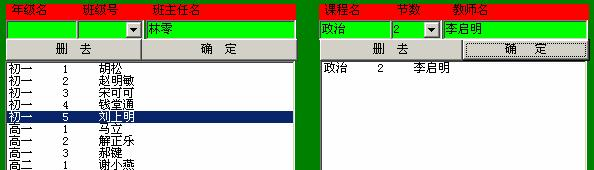 年级名 班级号 班主任名
林零
删 去 确 定
初一 1 胡松
初一 2 赵明敏
初一 3 宋可可
初一 4 钱堂通
初一 5 刘上明
高一 1 马立
高一 2 解正乐
高一 3 郝键
高二 1 谢小燕
课程名 节数 教师名
政治 2 李启明
删 去 确 定
政治 2 李启明